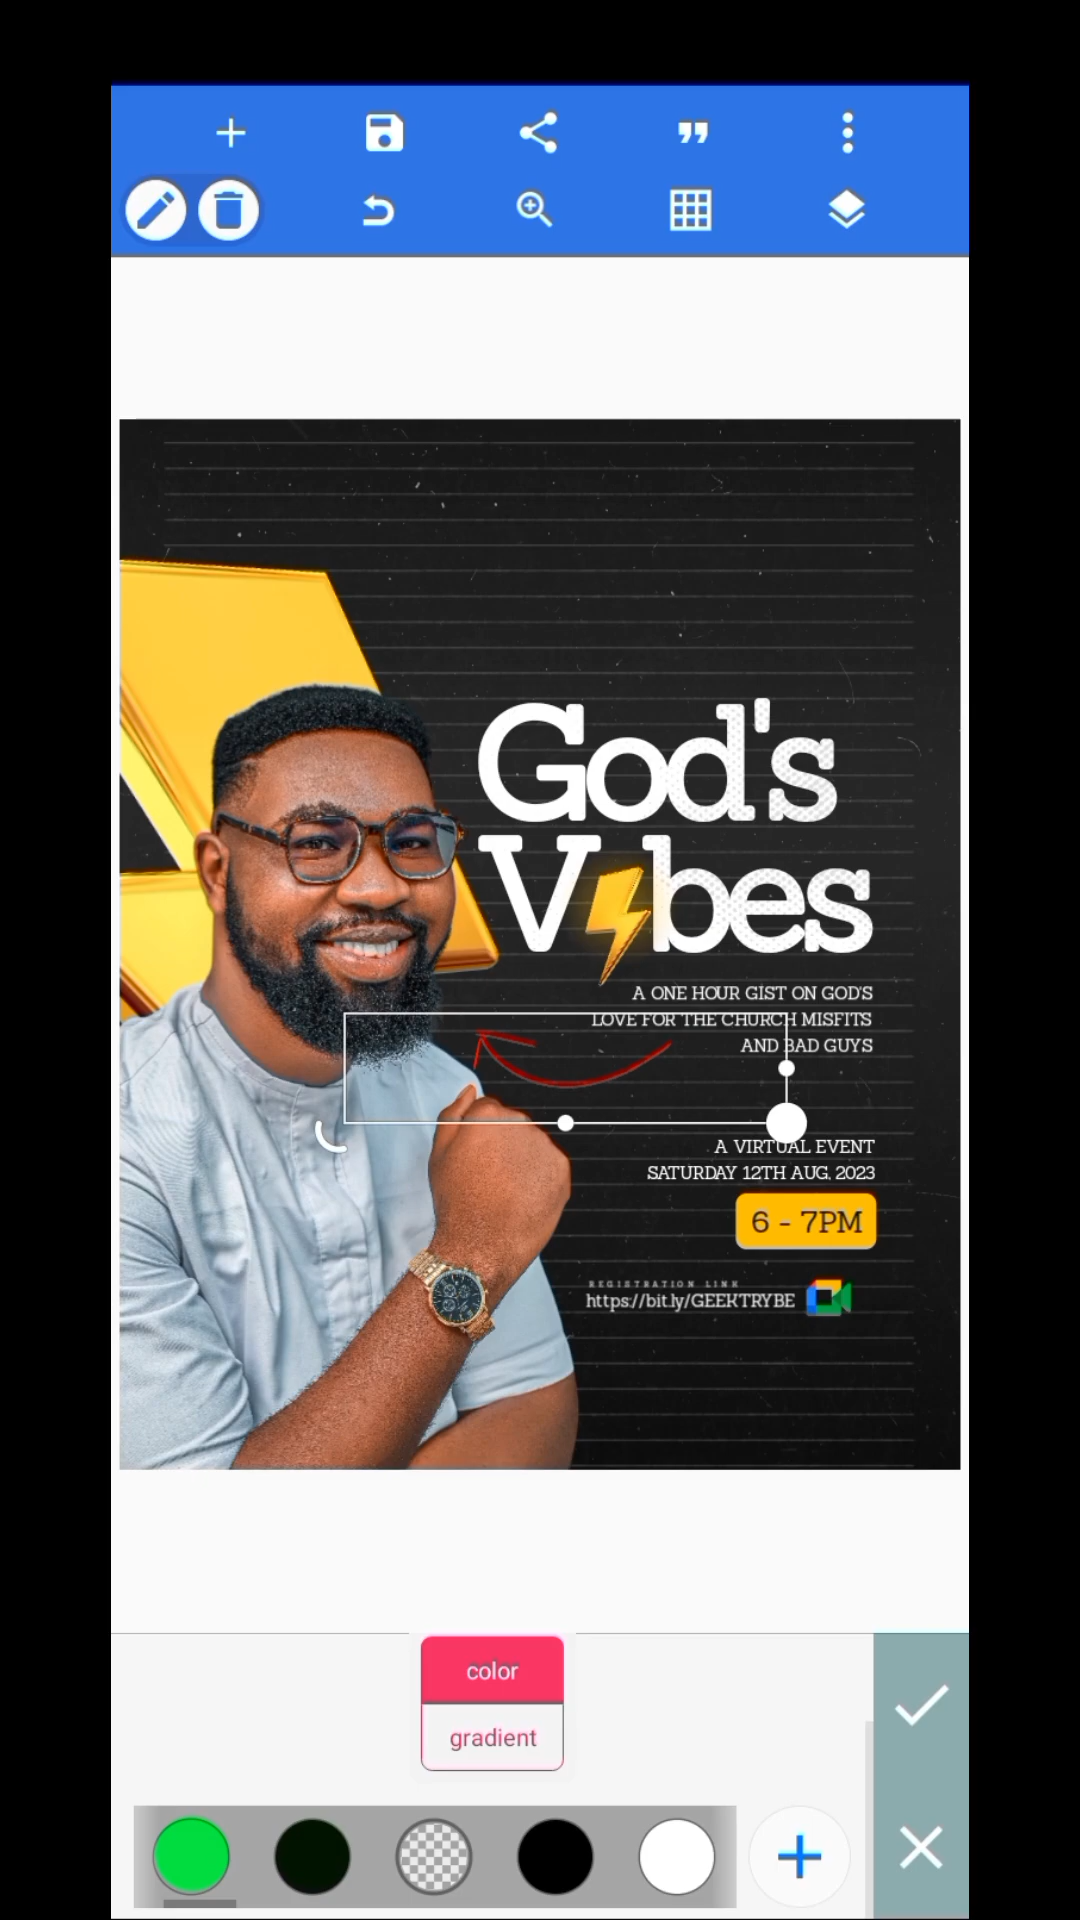 God's
Vibes
A ONE HOUR GIST ON GOD'S
LOVE FOR THE CHURCH MISFITS
AND BAD GUYS
A VIRTUAL EVENT
SATURDAY 12TH AUG, 2023
6 - 7PM
REGISTRATION LINK
https://bit.ly/GEEKTRYBE
color
gradient